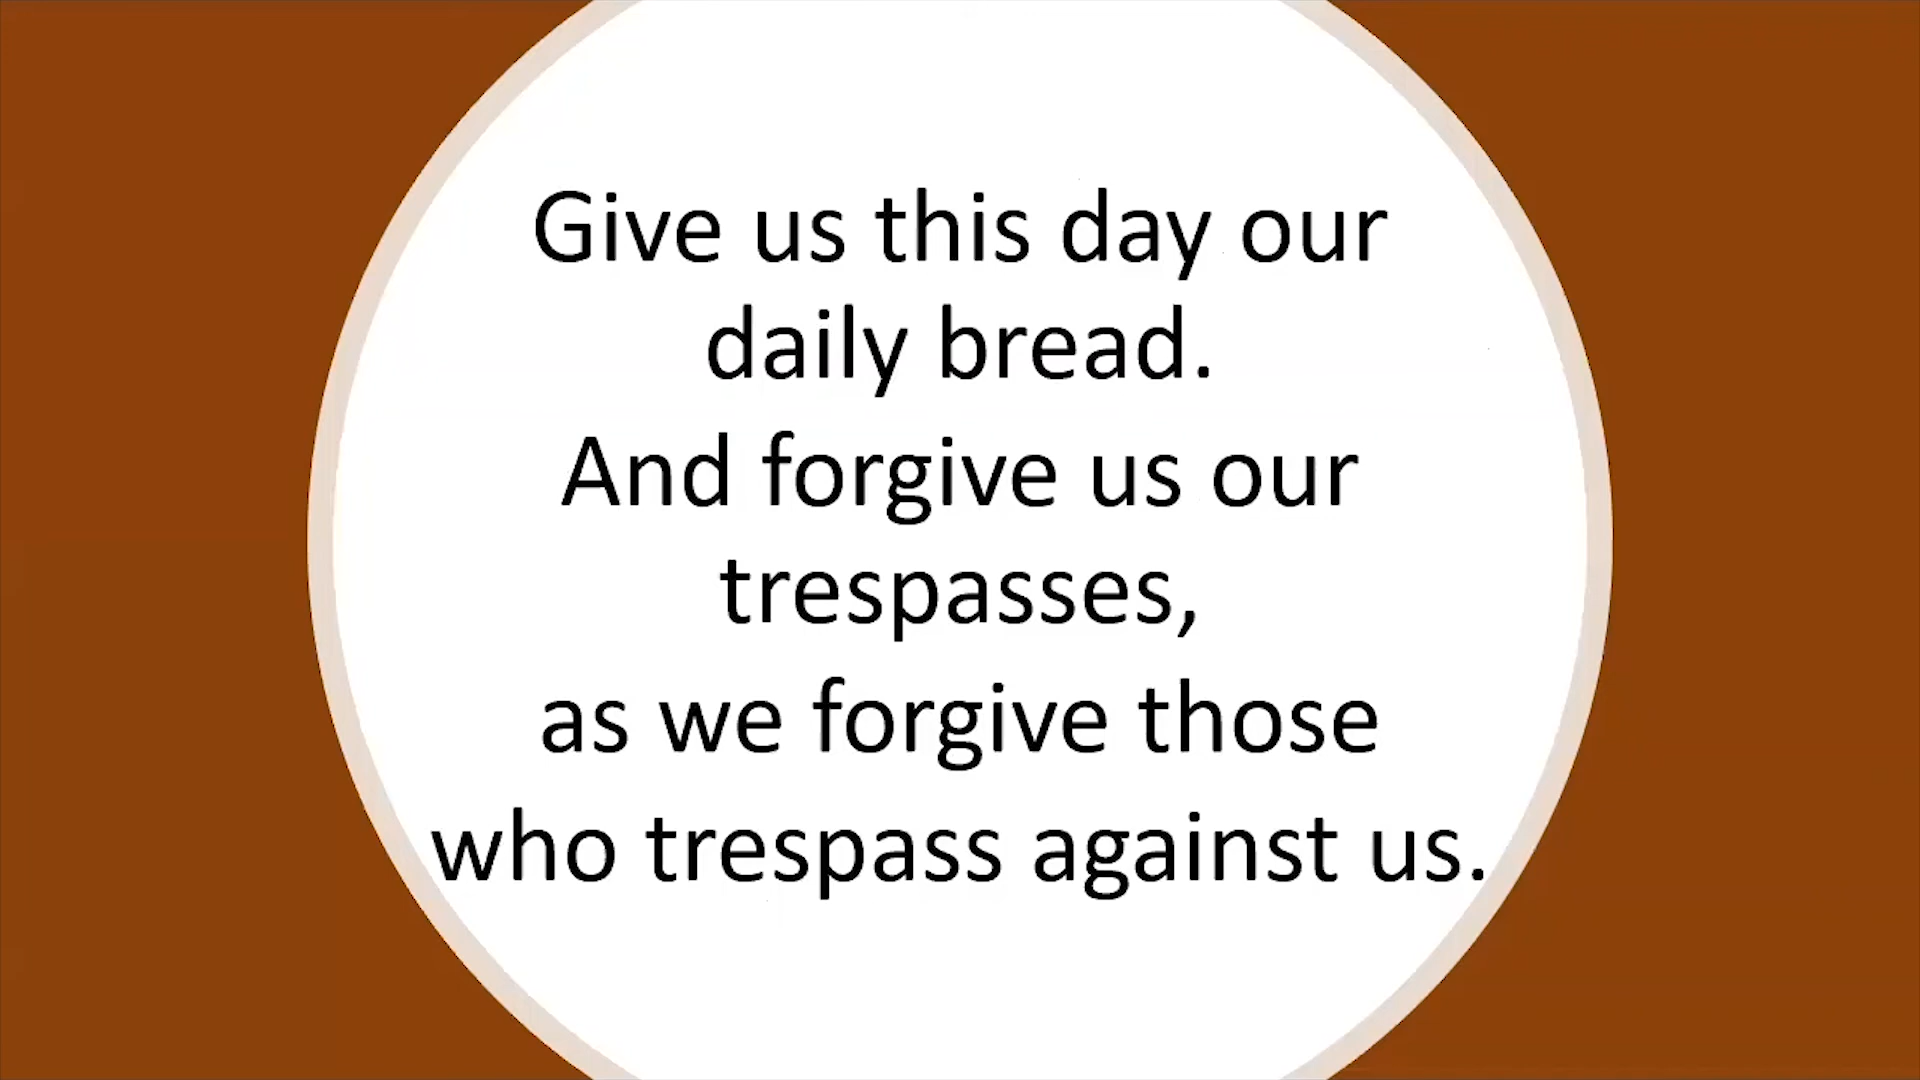 Give us this day our
daily bread.
And forgive us our
trespasses,
as we forgive those
who trespass against us.